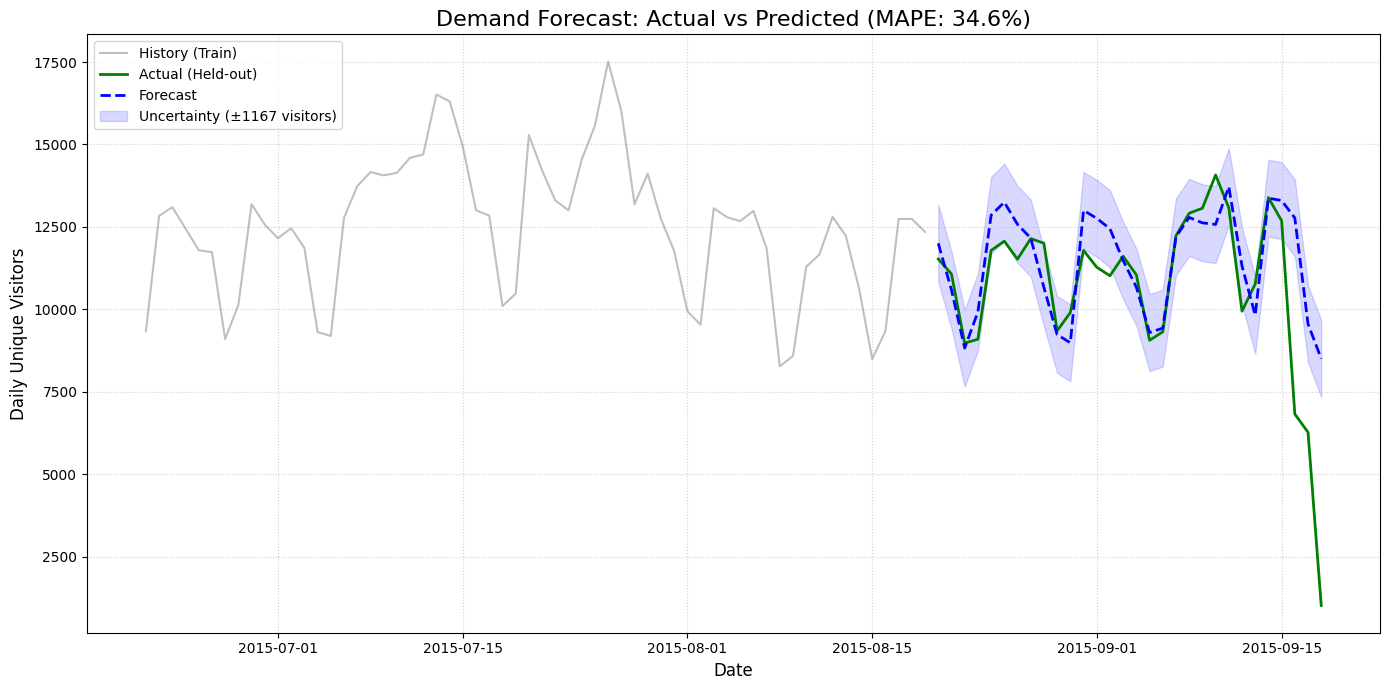 Demand Forecast: Actual vs Predicted (MAPE: 34.6%)
History (Train)
Actual (Held-out)
Forecast
Uncertainty (±1167 visitors)
Daily Unique Visitors
17500
15000
12500
10000
7500
5000
2500
2015-07-01
2015-07-15
2015-08-01
2015-08-15
2015-09-01
2015-09-15
Date